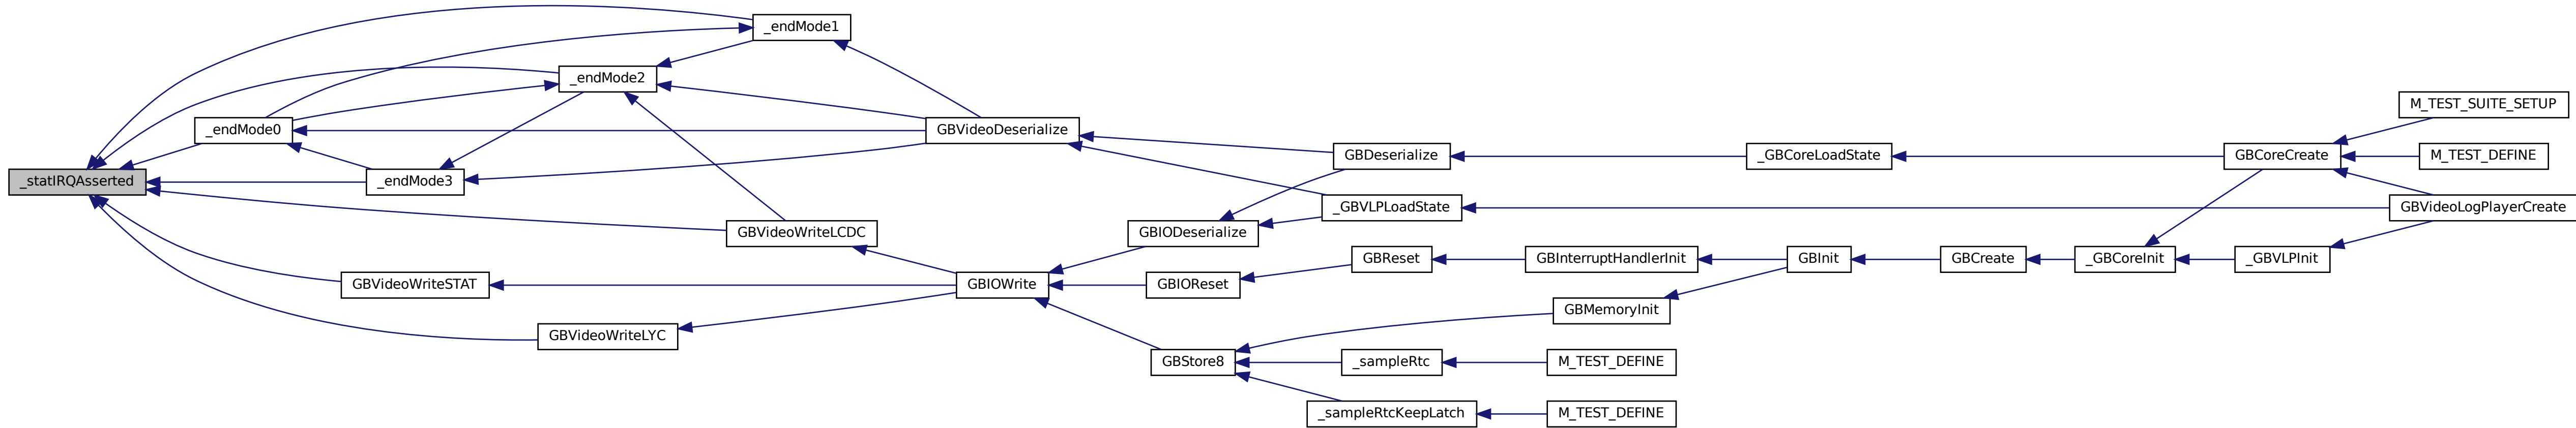 _endMode1
_endMode2
M_TEST_SUITE_SETUP
_endMode0
GBVideoDeserialize
GBDeserialize
_GBCoreLoadState
GBCoreCreate
M_TEST_DEFINE
_statIRQAsserted
_endMode3
_GBVLPLoadState
GBVideoLogPlayerCreate
GBVideoWriteLCDC
GBIODeserialize
GBReset
GBInterruptHandlerInit
GBInit
GBCreate
_GBCoreInit
_GBVLPInit
GBVideoWriteSTAT
GBIOWrite
GBIOReset
GBMemoryInit
GBVideoWriteLYC
GBStore8
_sampleRtc
M_TEST_DEFINE
_sampleRtcKeepLatch
M_TEST_DEFINE